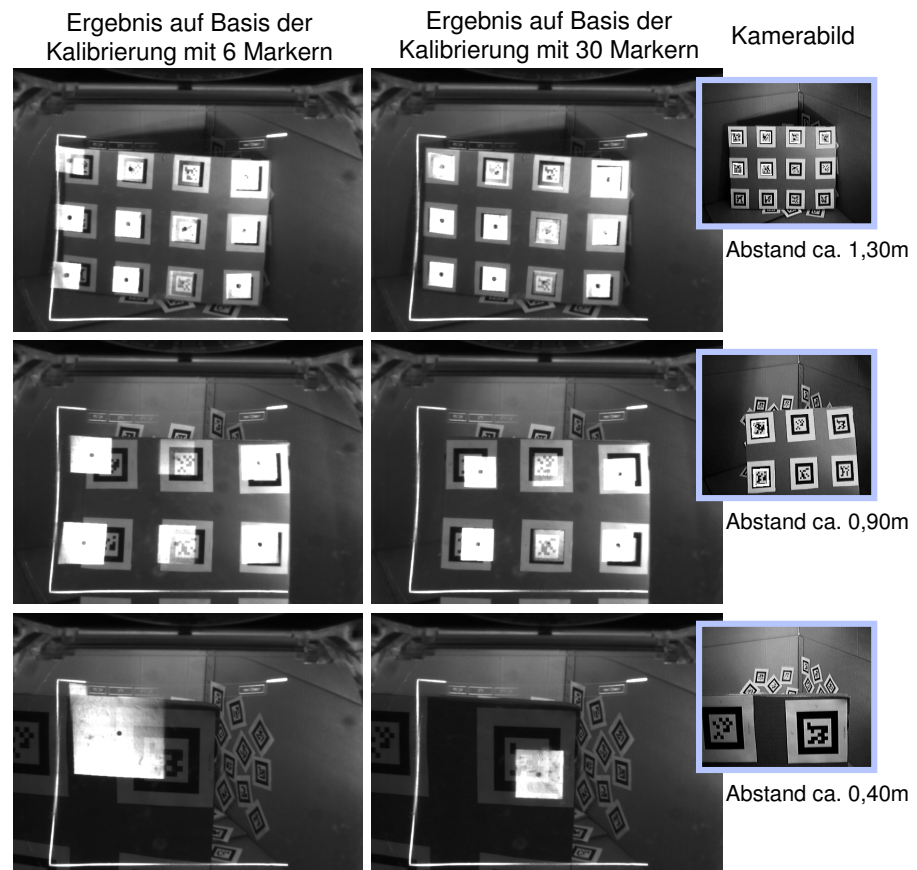 Ergebnis auf Basis der
Kalibrierung mit 6 Markern
Ergebnis auf Basis der
Kalibrierung mit 30 Markern
Kamerabild
Abstand ca. 1,30m
Abstand ca. 0,90m
Abstand ca. 0,40m